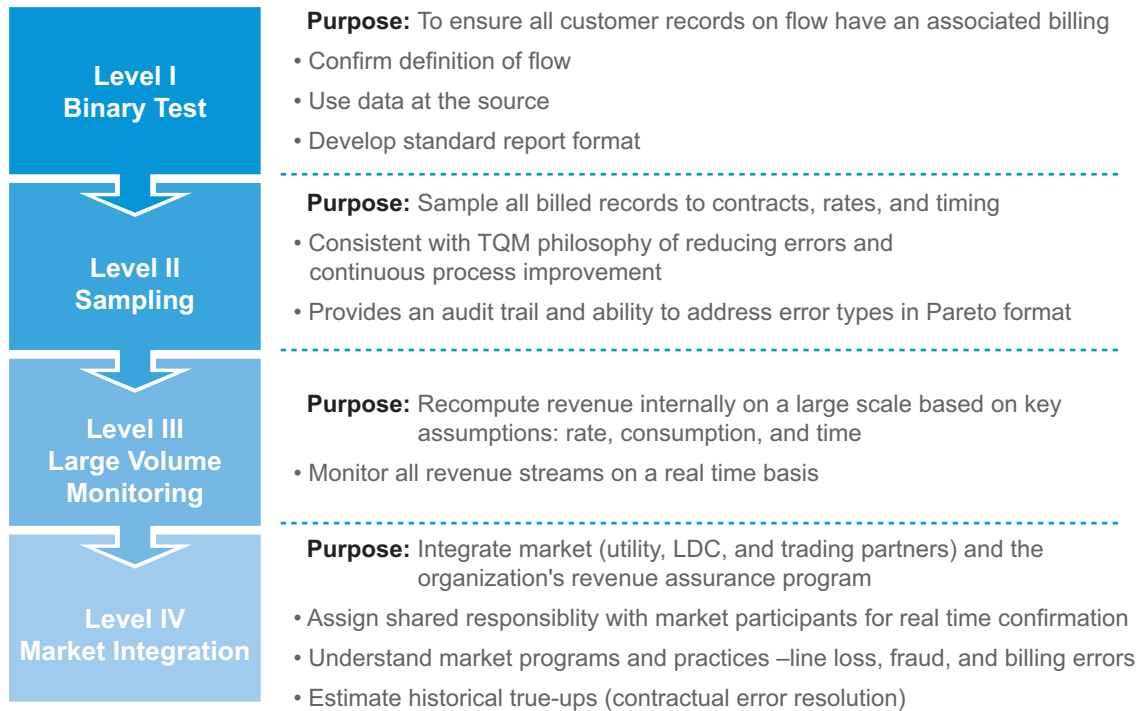 Level I
Binary Test
Purpose: To ensure all customer records on flow have an associated billing
• Confirm definition of flow
• Use data at the source
• Develop standard report format
Level II
Sampling
Purpose: Sample all billed records to contracts, rates, and timing
• Consistent with TQM philosophy of reducing errors and
continuous process improvement
• Provides an audit trail and ability to address error types in Pareto format
Level III
Large Volume
Monitoring
Purpose: Recompute revenue internally on a large scale based on key
assumptions: rate, consumption, and time
• Monitor all revenue streams on a real time basis
Level IV
Market Integration
Purpose: Integrate market (utility, LDC, and trading partners) and the
organization's revenue assurance program
• Assign shared responsiblity with market participants for real time confirmation
• Understand market programs and practices –line loss, fraud, and billing errors
• Estimate historical true-ups (contractual error resolution)